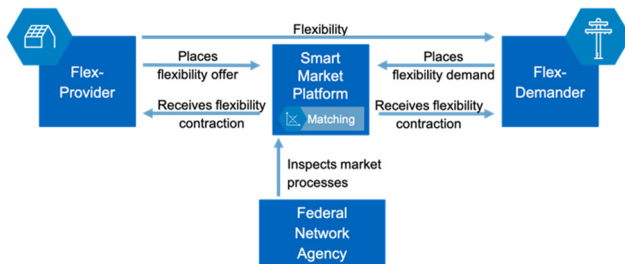 Flexibility
Flex-
Provider
Places
flexibility offer
Receives flexibility
contraction
Smart
Market
Platform
Matching
Places
flexibility demand
Receives flexibility
contraction
Flex-
Demander
Inspects market
processes
Federal
Network
Agency